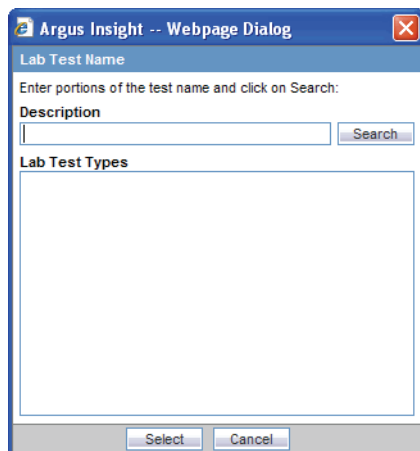 Argus Insight -- Webpage Dialog
Lab Test Name
Enter portions of the test name and click on Search:
Description
Search
Lab Test Types
Select Cancel